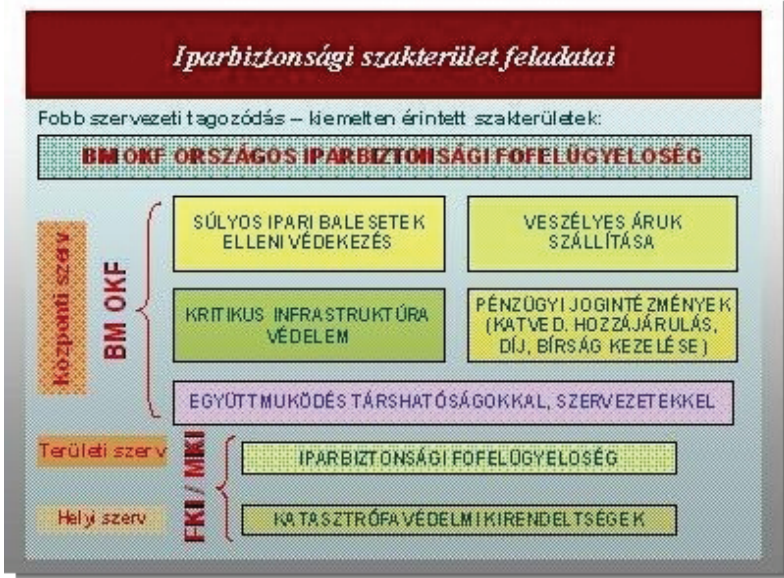 Iparbiztonsági szakterület feladatai
Fobb szervezeti tagozódás – kiemetten érintett szakterületek:
BM OKF ORSZÁGOS IPARBIZTONSÁGI FOFELÜGYELOSÉG
Központi szerv
BM OKF
SÚLYOS IPARI BALESETEK
ELLENI VÉDEKEZÉS
VESZÉLYES ÁRUK
SZÁLLÍTÁSA
KRITIKUS INFRASTRUKTÚRA
VÉDELEM
PÉNZÜGYI JOGINTÉZMÉNYEK
(KATVED. HOZZÁJÁRULÁS,
DÍJ, BÍRSÁG KEZELÉSE)
EGYÜTTMUKÖDÉS TÁRSHATÓSÁGOKKAL, SZERVEZETEKKEL
Területi szerv
FKI / MKI
IPARBIZTONSÁGI FOFELÜGYELOSÉG
Helyi szerv
KATASZTRÓFAVÉDELMI KIRENDELTSÉGEK